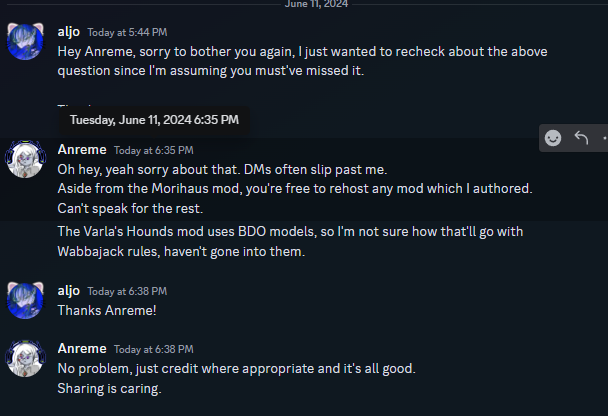 June 11, 2024
aljo Today at 5:44 PM
Hey Anreme, sorry to bother you again, I just wanted to recheck about the above
question since I'm assuming you must've missed it.
Tuesday, June 11, 2024 6:35 PM
Anreme Today at 6:35 PM
Oh hey, yeah sorry about that. DMs often slip past me.
Aside from the Morihaus mod, you're free to rehost any mod which I authored.
Can't speak for the rest.
The Varla's Hounds mod uses BDO models, so I'm not sure how that'll go with
Wabbajack rules, haven't gone into them.
aljo Today at 6:38 PM
Thanks Anreme!
Anreme Today at 6:38 PM
No problem, just credit where appropriate and it's all good.
Sharing is caring.